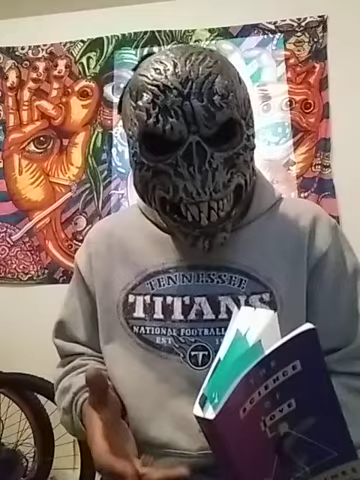 TENNESSEE
TITANS
NATIONAL FOOTBALL
EST
T
THE
SCIENCE
OF
LOVE